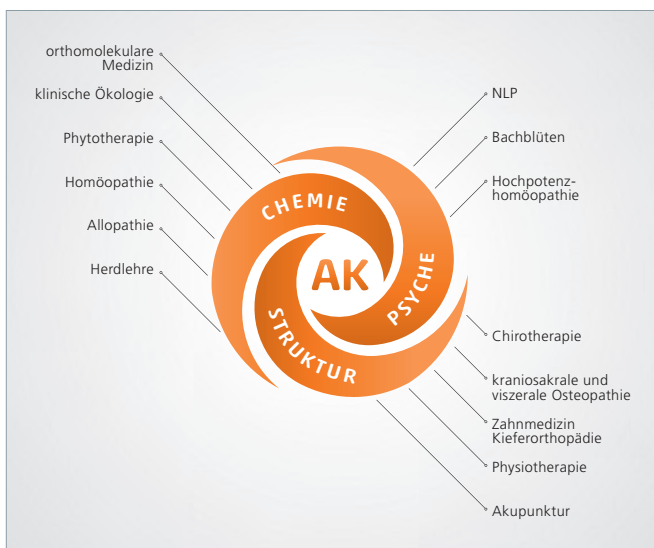 orthomolekulare
Medizin
klinische Ökologie
Phytotherapie
Homöopathie
Allopathie
Herdlehre
NLP
Bachblüten
Hochpotenz-
homöopathie
CHEMIE
AK
PSYCHE
STRUKTUR
Chirotherapie
kraniosakrale und
viszerale Osteopathie
Zahnmedizin
Kieferorthopädie
Physiotherapie
Akupunktur